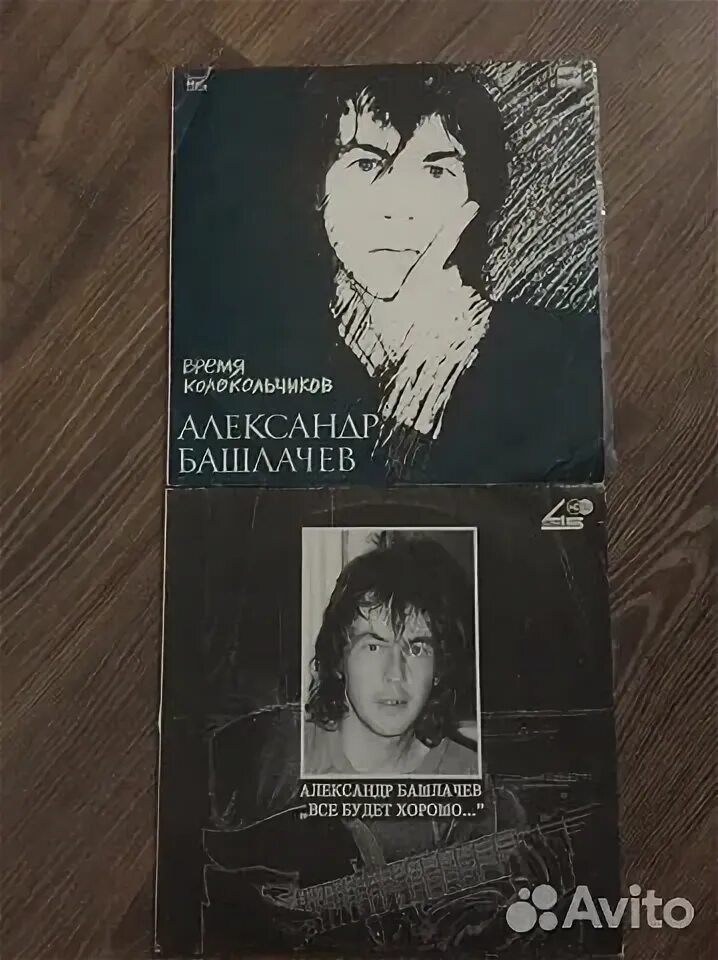 время
колокольчиков
АЛЕКСАНДР
БАШЛАЧЕВ
АЛЕКСАНДР БАШЛАЧЕВ
„ВСЕ БУДЕТ ХОРОШО..."
Avito